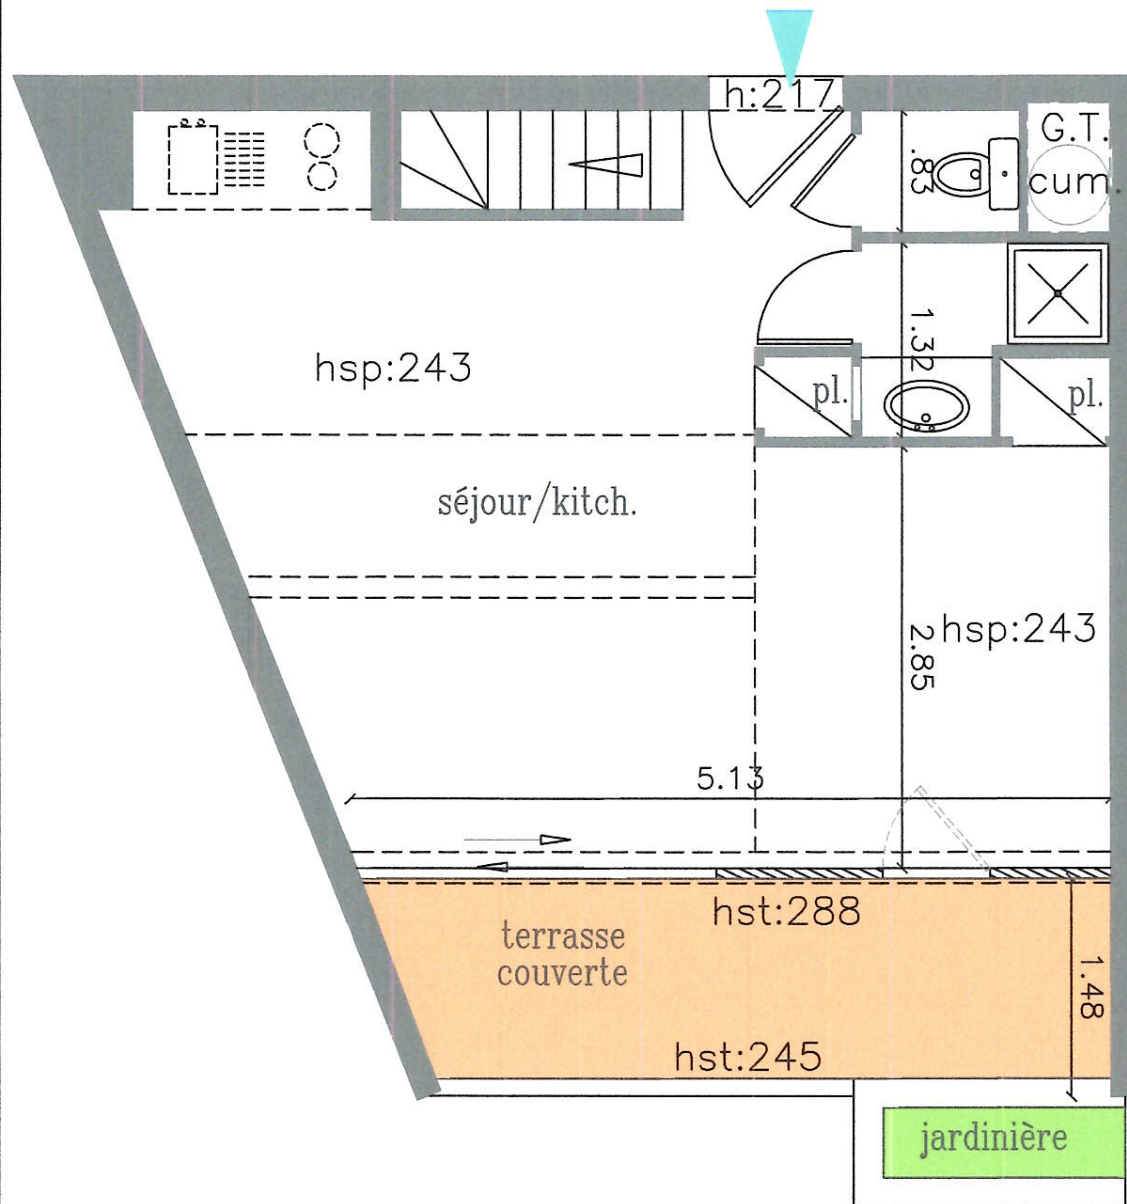 h:217
G.T.
cum.
.83
1.32
hsp:243
pl.
pl.
séjour/kitch.
hsp:243
2.85
5.13
hst:288
terrasse
couverte
1.48
hst:245
jardinière